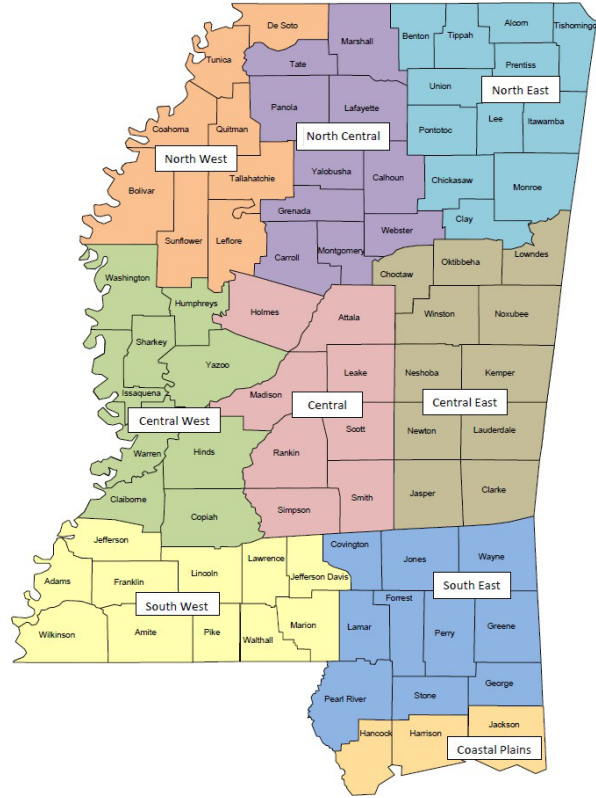 De Soto
Marshall
Benton
Tippah
Alcorn
Tishomingo
Tunica
Tate
Prentiss
Union
North East
Panola
Lafayette
Coahoma
Quitman
North Central
Pontotoc
Lee
Itawamba
North West
Tallahatchie
Yalobusha
Calhoun
Chickasaw
Monroe
Bolivar
Grenada
Clay
Sunflower
Leflore
Webster
Carroll
Montgomery
Choctaw
Oktibbeha
Lowndes
Washington
Humphreys
Holmes
Attala
Winston
Noxubee
Sharkey
Yazoo
Leake
Neshoba
Kemper
Issaquena
Madison
Central
Central East
Central West
Scott
Newton
Lauderdale
Warren
Hinds
Rankin
Claiborne
Copiah
Simpson
Smith
Jasper
Clarke
Jefferson
Covington
Jones
Wayne
Lawrence
Adams
Franklin
Lincoln
Jefferson Davis
South East
South West
Forrest
Marion
Lamar
Perry
Greene
Wilkinson
Amite
Pike
Walthall
Pearl River
Stone
George
Hancock
Harrison
Jackson
Coastal Plains